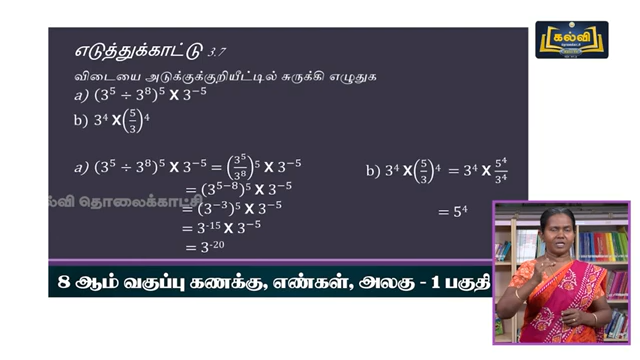 கல்வி
எடுத்துக்காட்டு 3.7
விடையை அடுக்குக்குறியீட்டில் சுருக்கி எழுதுக
a) (3⁵ ÷ 3⁸)⁵ X 3⁻⁵
b) 3⁴ X(5/3)⁴
a) (3⁵ ÷ 3⁸)⁵ X 3⁻⁵ = (3⁵/3⁸)⁵ X 3⁻⁵
= (3⁵⁻⁸)⁵ X 3⁻⁵
= (3⁻³)⁵ X 3⁻⁵
= 3⁻¹⁵ X 3⁻⁵
= 3⁻²⁰
b) 3⁴ X(5/3)⁴ = 3⁴ X 5⁴/3⁴
= 5⁴
ல்வி தொலைக்காட்சி
8 ஆம் வகுப்பு கணக்கு, எண்கள், அலகு - 1 பகுதி